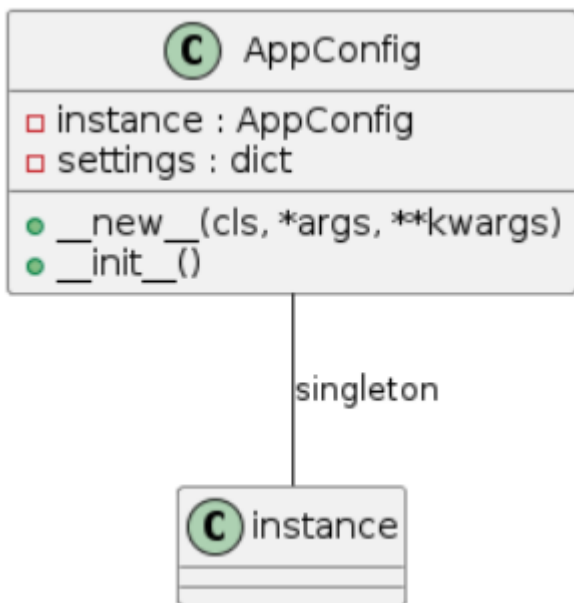 C AppConfig
instance : AppConfig
settings : dict
__new__(cls, *args, **kwargs)
__init__()
singleton
C instance